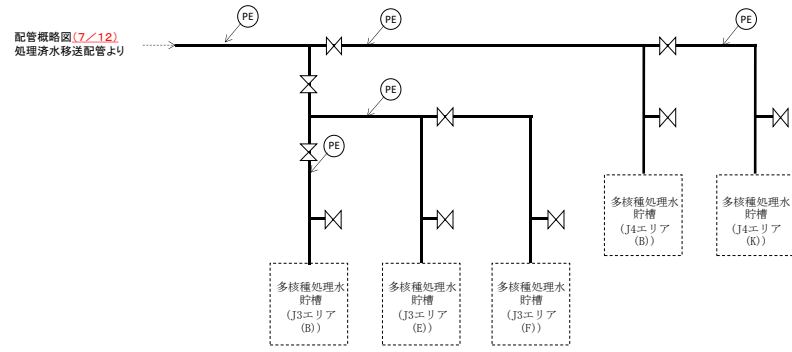 PE
PE
PE
配管概略図(7/12)
処理済水移送配管より
PE
PE
多核種処理水
貯槽
(J4エリア
(B))
多核種処理水
貯槽
(J4エリア
(K))
多核種処理水
貯槽
(J3エリア
(B))
多核種処理水
貯槽
(J3エリア
(E))
多核種処理水
貯槽
(J3エリア
(F))